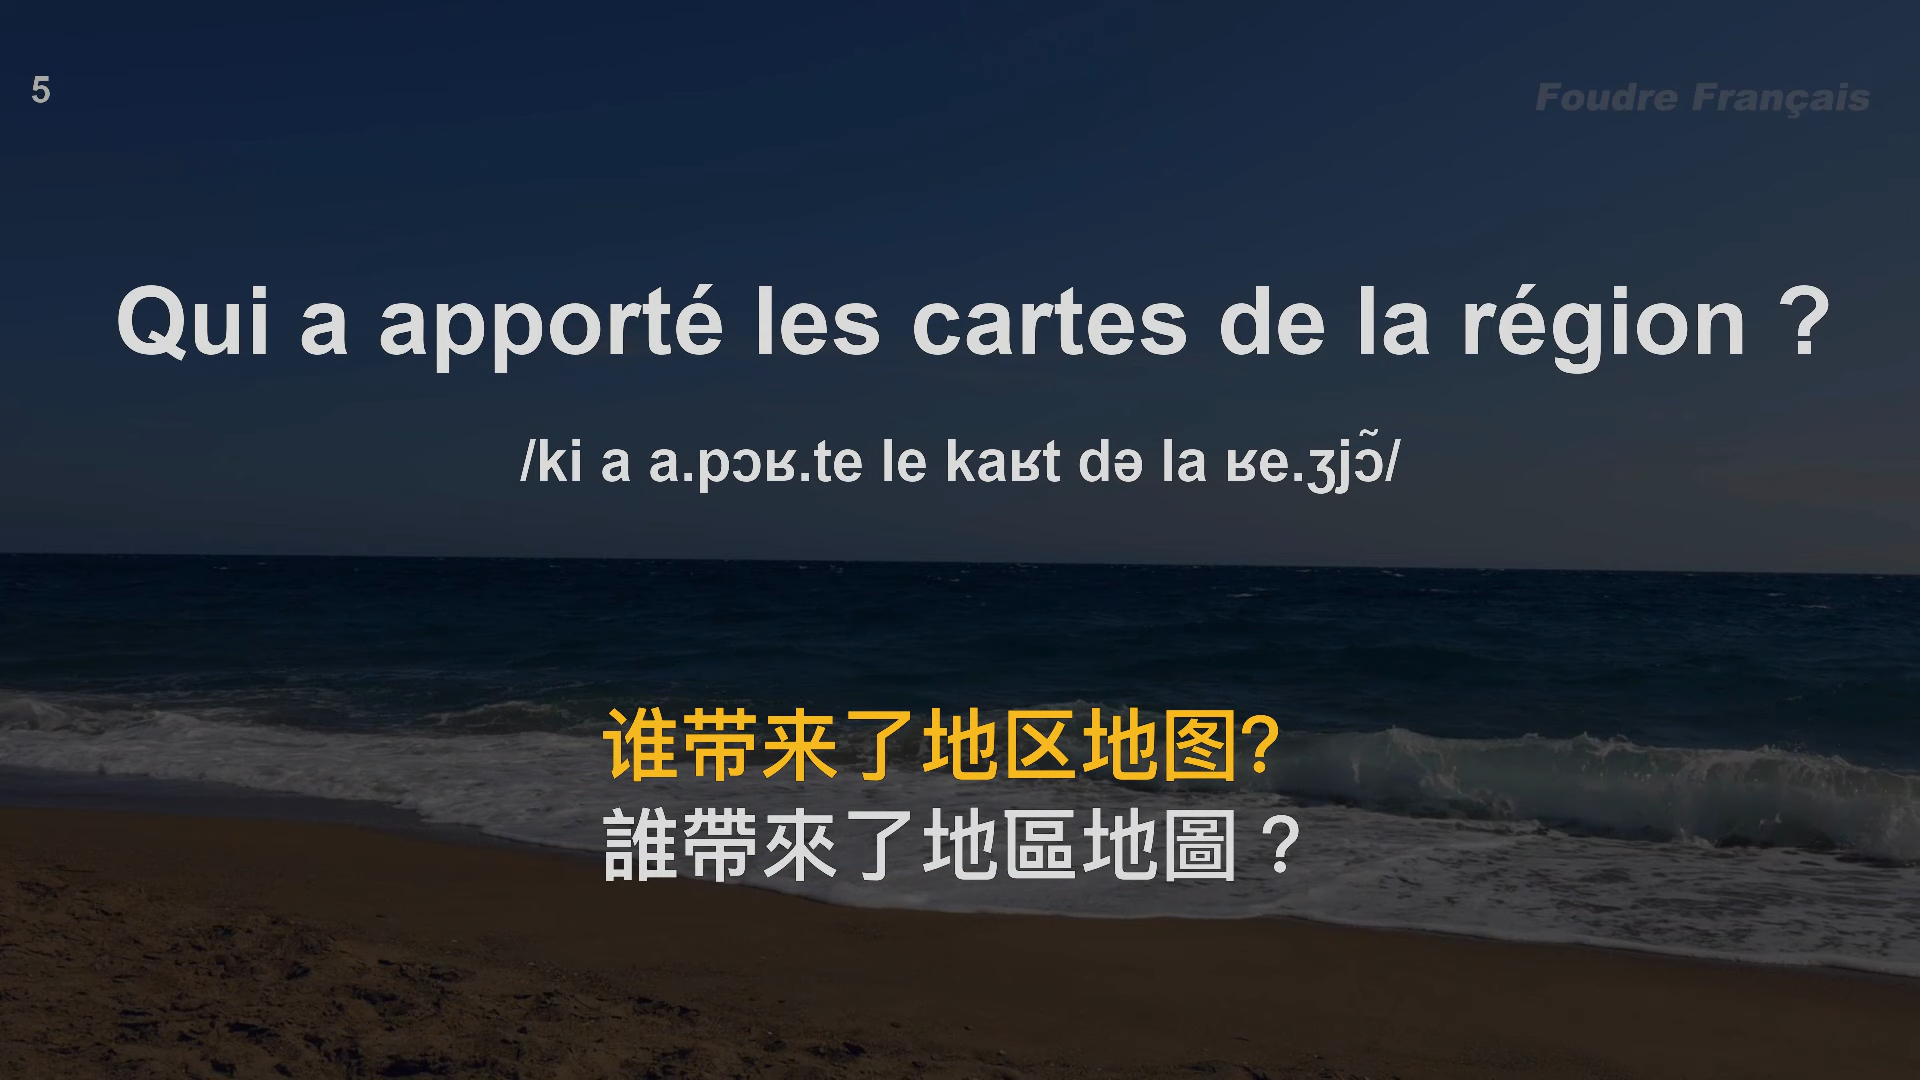 5
Foudre Français
Qui a apporté les cartes de la région ?
/ki a a.pɔʁ.te le kaʁt də la ʁe.ʒjɔ̃/
谁带来了地区地图?
誰帶來了地區地圖？